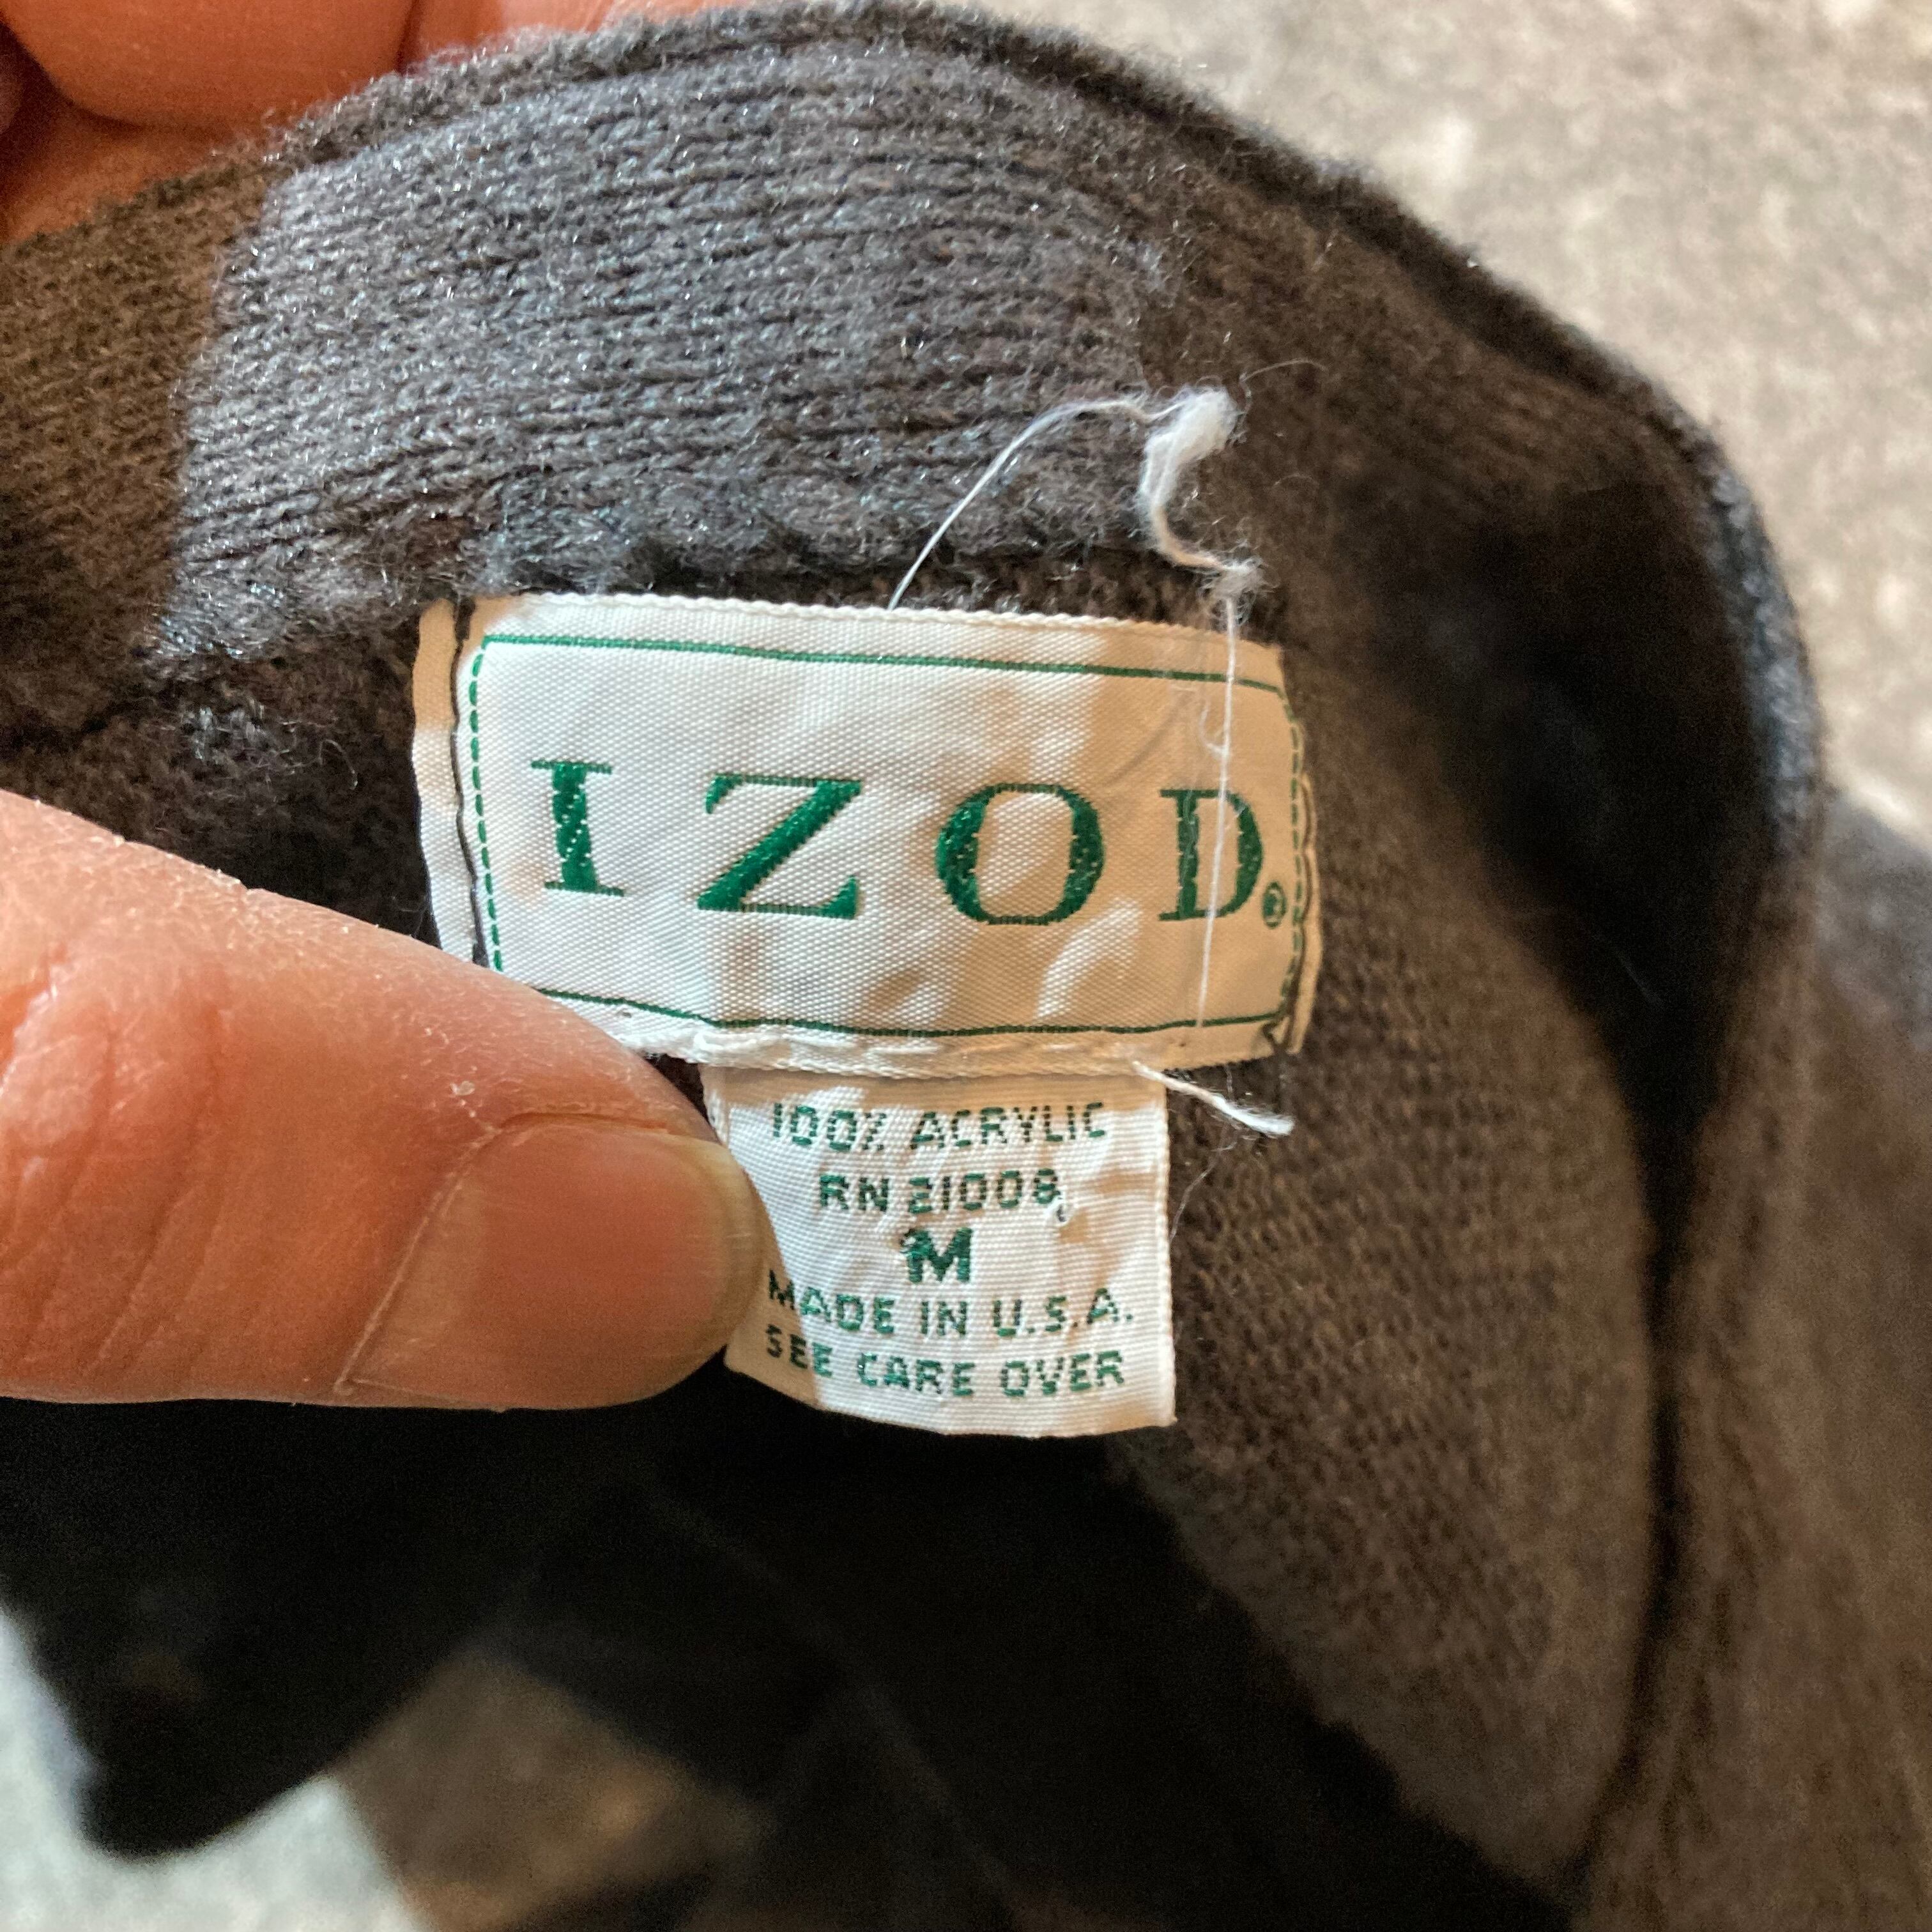 IZOD®
100% ACRYLIC
RN 21008
M
MADE IN U.S.A.
SEE CARE OVER